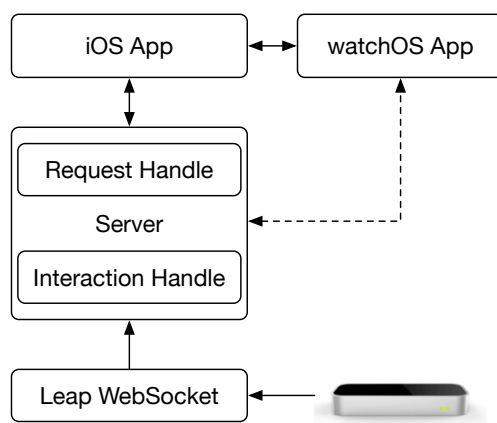 iOS App
watchOS App
Request Handle
Server
Interaction Handle
Leap WebSocket